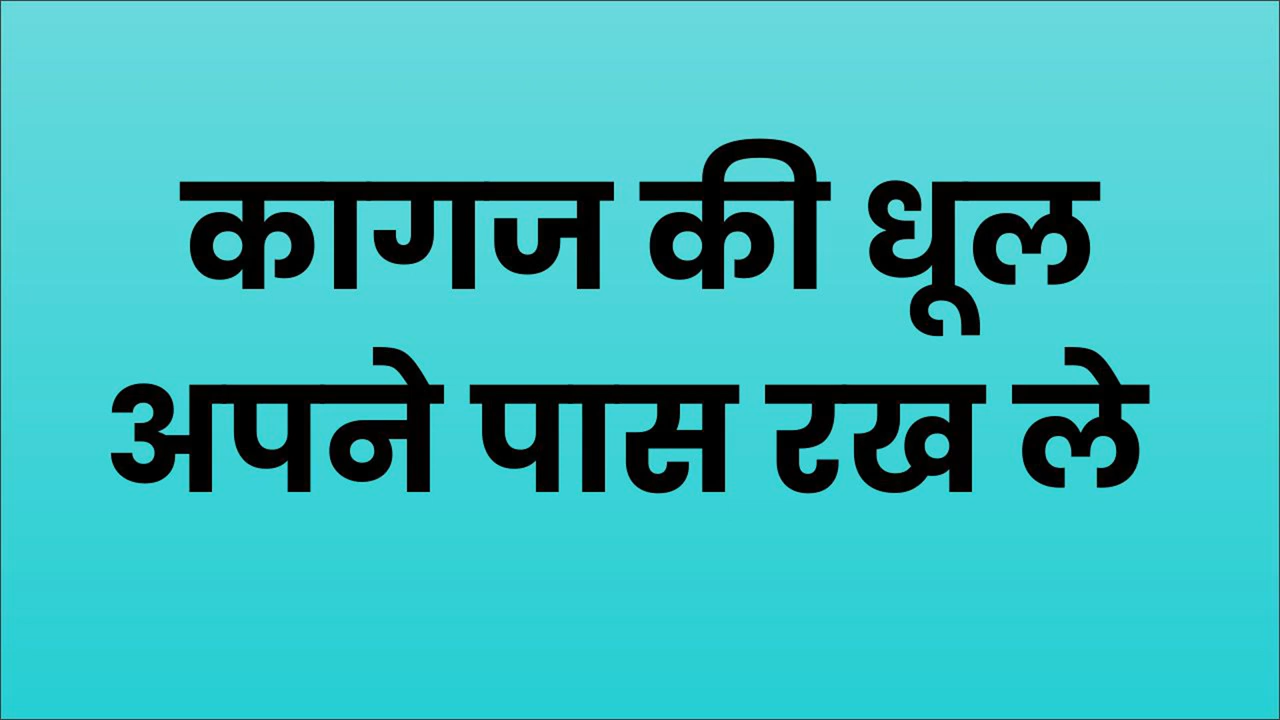 कागज की धूल
अपने पास रख ले